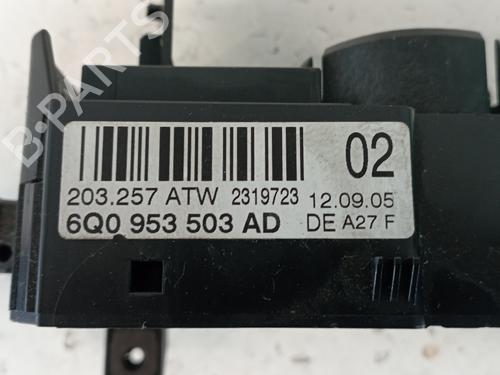 02
203.257 ATW 2319723 12.09.05
6Q0 953 503 AD DE A27 F
B-PARTS